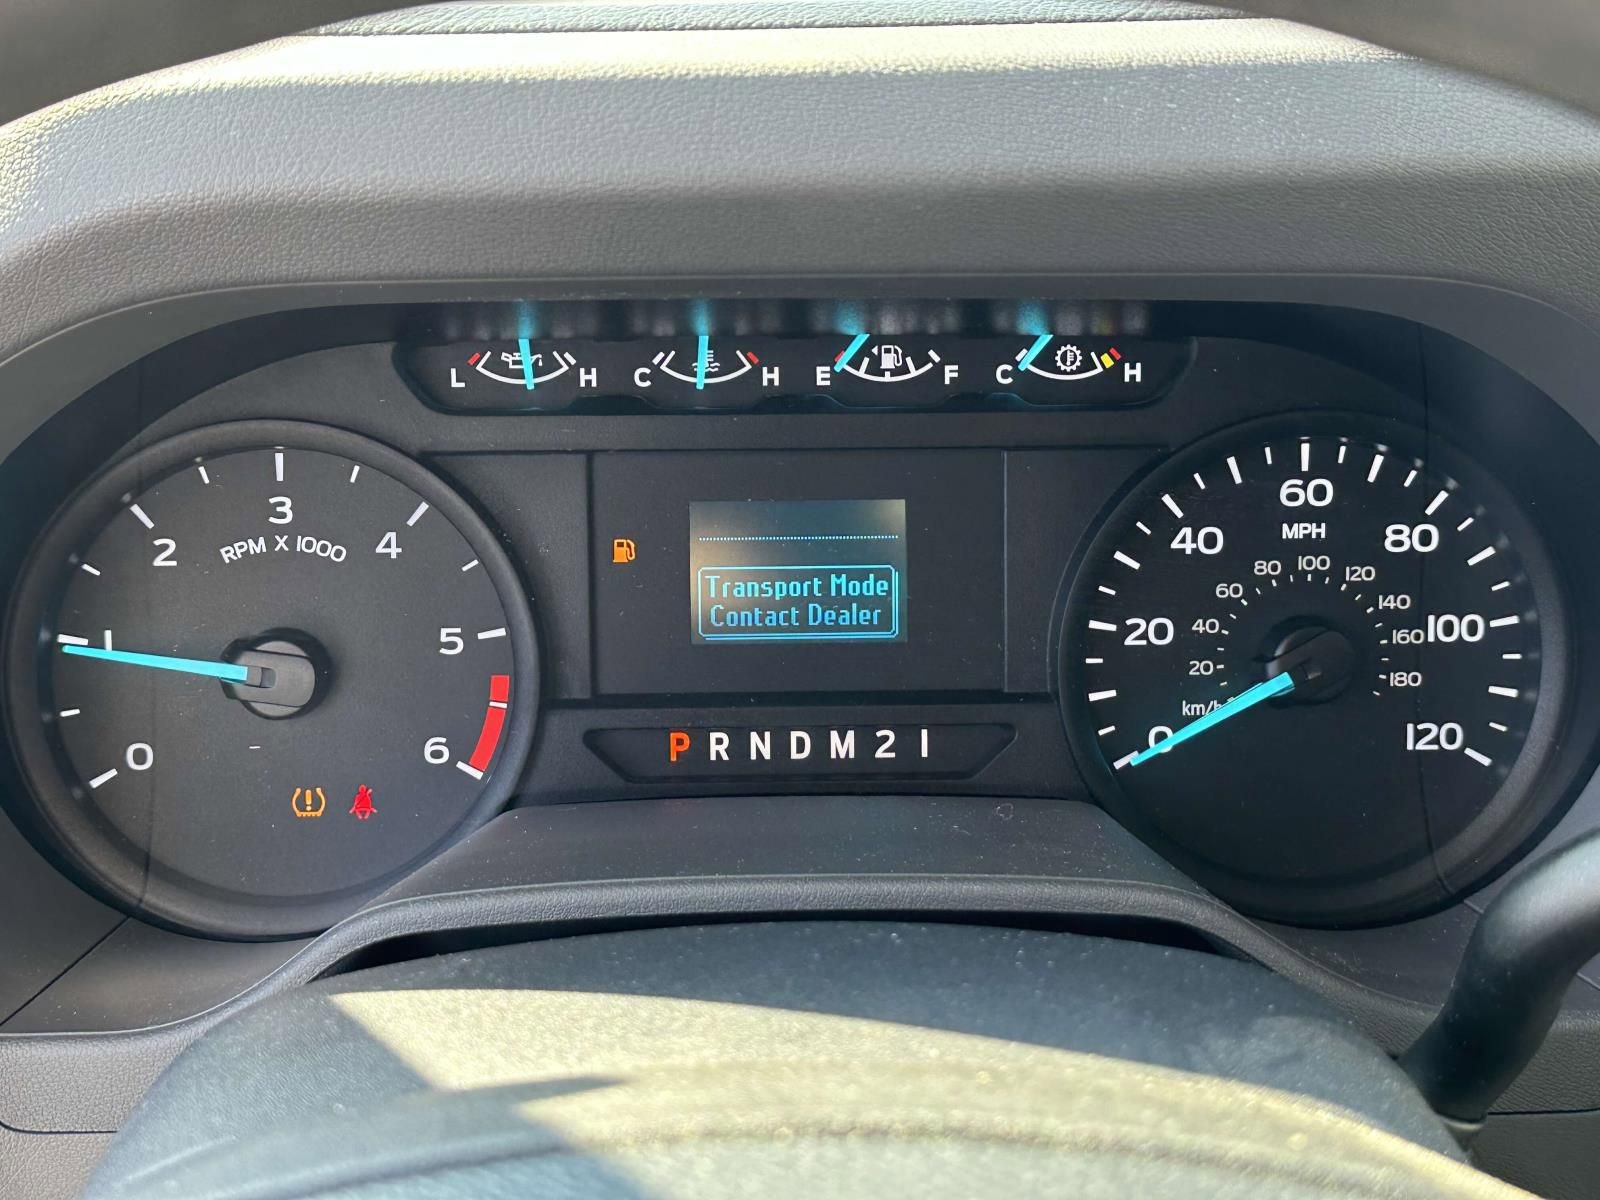 L H C H E F C H
3
2 4
RPM X 1000
1 5
0 6
Transport Mode
Contact Dealer
P R N D M 2 1
60
MPH
40 80
20 100
0 120
80 100 120
60 140
40 160
20 180
km/h